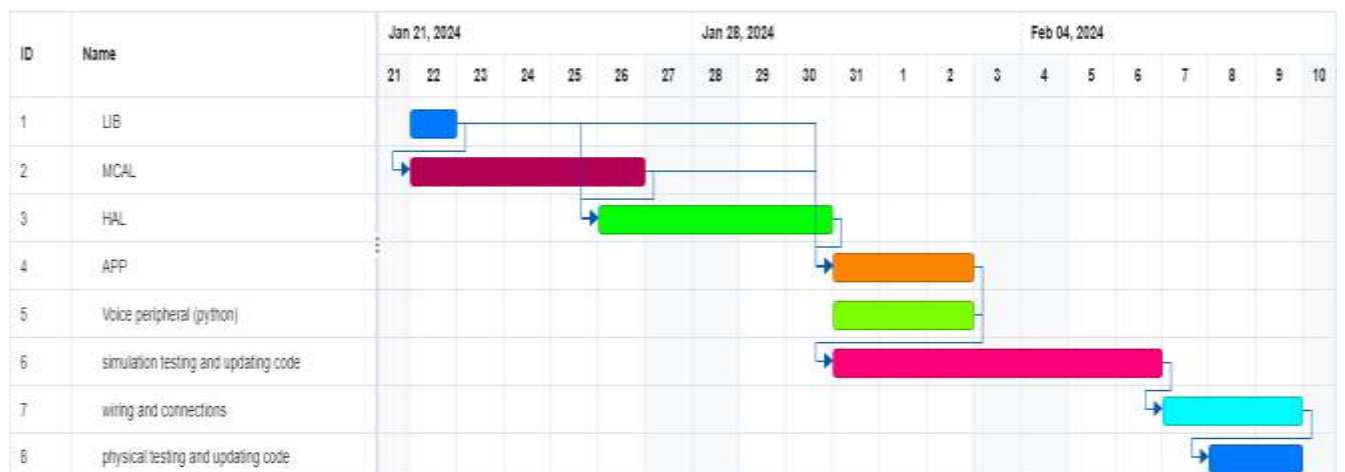 ID Name Jan 21, 2024 Jan 28, 2024 Feb 04, 2024
21 22 23 24 25 26 27 28 29 30 31 1 2 3 4 5 6 7 8 9 10
1 LIB
2 MCAL
3 HAL
4 APP
5 Voice peripheral (python)
6 simulation testing and updating code
7 wiring and connections
8 physical testing and updating code